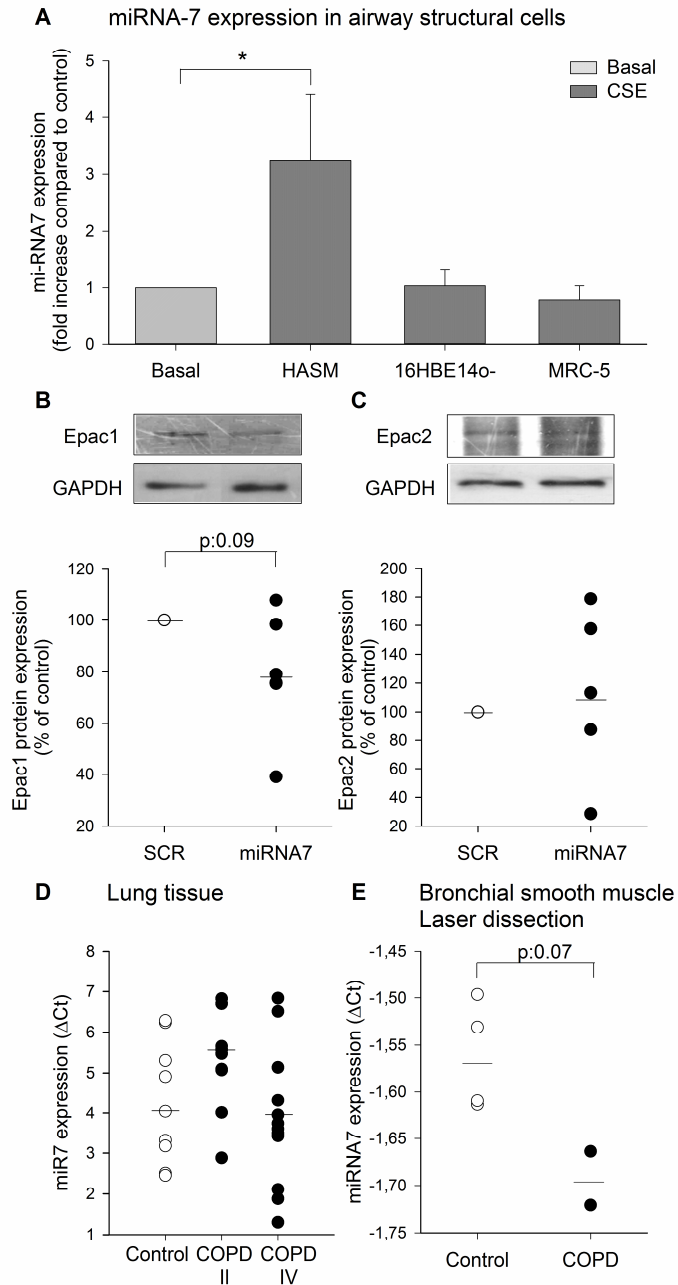 A miRNA-7 expression in airway structural cells
mi-RNA7 expression
(fold increase compared to control)
5
4
3
2
1
0
*
Basal
CSE
Basal HASM 16HBE14o- MRC-5
B
Epac1
GAPDH
p:0.09
Epac1 protein expression
(% of control)
120
100
80
60
40
20
SCR miRNA7
C
Epac2
GAPDH
Epac2 protein expression
(% of control)
200
180
160
140
120
100
80
60
40
20
SCR miRNA7
D Lung tissue
miR7 expression (ΔCt)
8
7
6
5
4
3
2
1
Control COPD COPD
II IV
E Bronchial smooth muscle
Laser dissection
p:0.07
miRNA7 expression (ΔCt)
-1,45
-1,50
-1,55
-1,60
-1,65
-1,70
-1,75
Control COPD